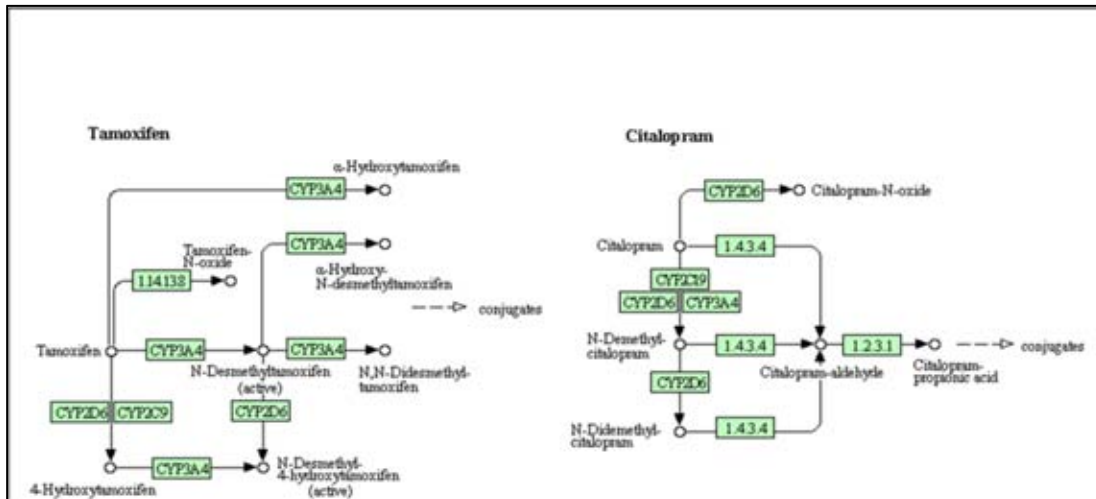 Tamoxifen
α-Hydroxytamoxifen
CYP3A4
CYP3A4
Tamoxifen-
N-oxide
1.14.13.8
α-Hydroxy-
N-desmethyltamoxifen
conjugates
Tamoxifen
CYP3A4
CYP3A4
N-Desmethyltamoxifen
(active)
N,N-Didesmethyl-
tamoxifen
CYP2D6
CYP2C9
CYP2D6
CYP3A4
4-Hydroxytamoxifen
N-Desmethyl-
4-hydroxytamoxifen
(active)
Citalopram
CYP2D6
Citalopram-N-oxide
Citalopram
1.4.3.4
CYP2C19
CYP2D6
CYP3A4
N-Demethyl-
citalopram
1.4.3.4
1.2.3.1
conjugates
Citalopram-aldehyde
Citalopram-
propionic acid
CYP2D6
N-Didemethyl-
citalopram
1.4.3.4